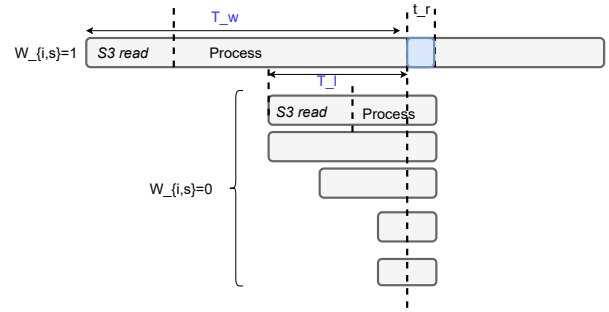 T_w
t_r
W_{i,s}=1
S3 read
Process
T_l
S3 read
Process
W_{i,s}=0